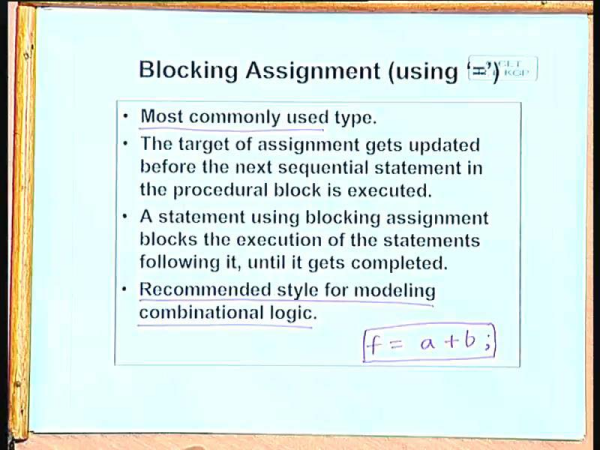 Blocking Assignment (using ‘=’)
• Most commonly used type.
• The target of assignment gets updated
before the next sequential statement in
the procedural block is executed.
• A statement using blocking assignment
blocks the execution of the statements
following it, until it gets completed.
• Recommended style for modeling
combinational logic.
f = a + b ;